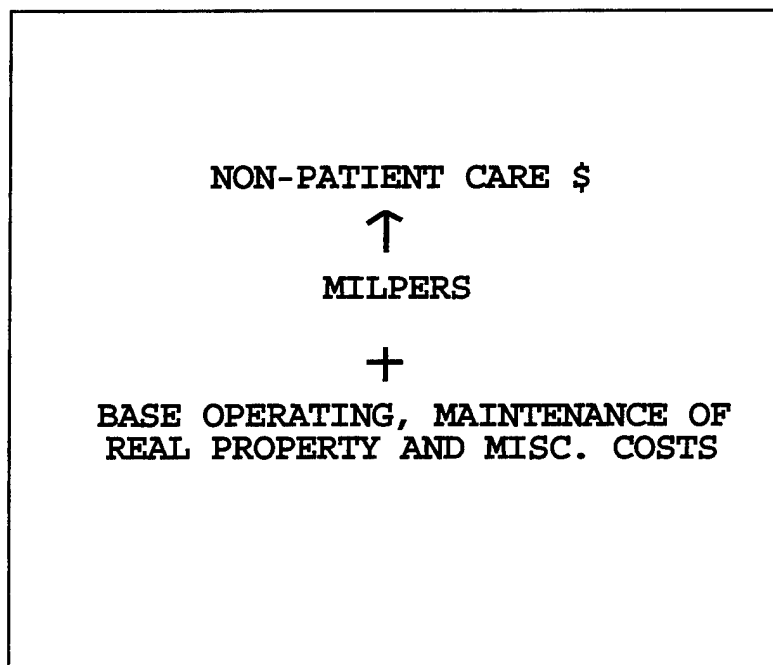 NON-PATIENT CARE $
↑
MILPERS
+
BASE OPERATING, MAINTENANCE OF
REAL PROPERTY AND MISC. COSTS